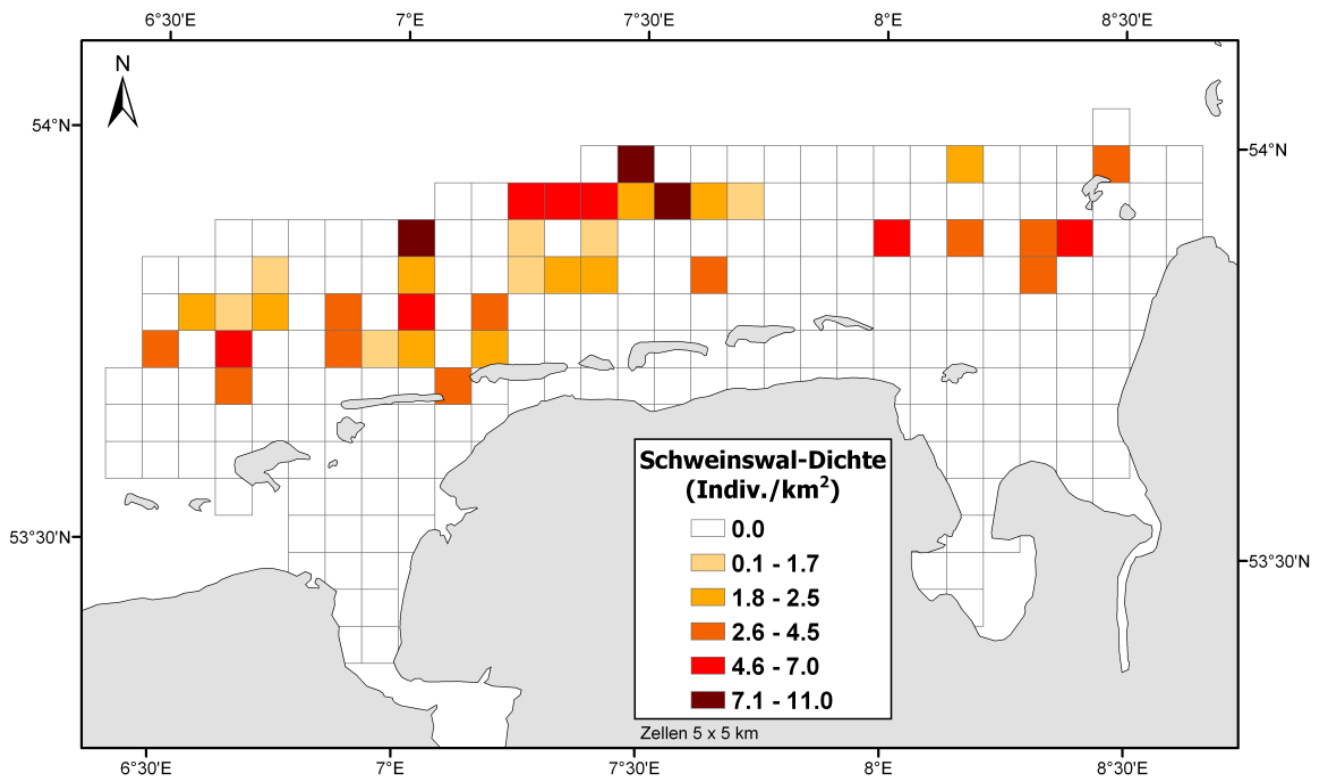 6°30'E 7°E 7°30'E 8°E 8°30'E
N
54°N
54°N
Schweinswal-Dichte
(Indiv./km²)
0.0
0.1 - 1.7
1.8 - 2.5
2.6 - 4.5
4.6 - 7.0
7.1 - 11.0
53°30'N
53°30'N
Zellen 5 x 5 km
6°30'E 7°E 7°30'E 8°E 8°30'E